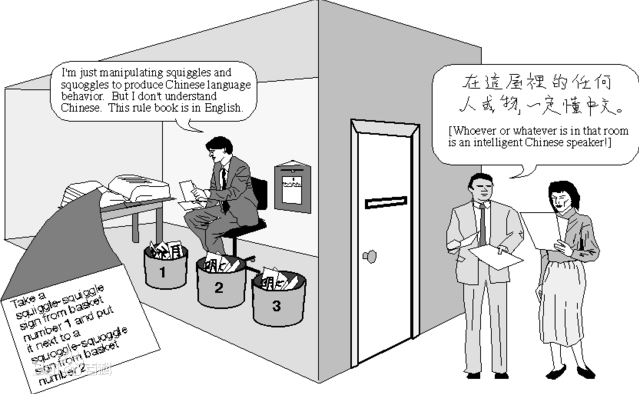 I'm just manipulating squiggles and
squoggles to produce Chinese language
behavior. But I don't understand
Chinese. This rule book is in English.
在這屋裡的任何
人或物,一定懂中文。
[Whoever or whatever is in that room
is an intelligent Chinese speaker!]
1
2
3
Take a
squiggle-squiggle
sign from basket
number 1 and put
it next to a
squoggle-squoggle
sign from basket
number 2